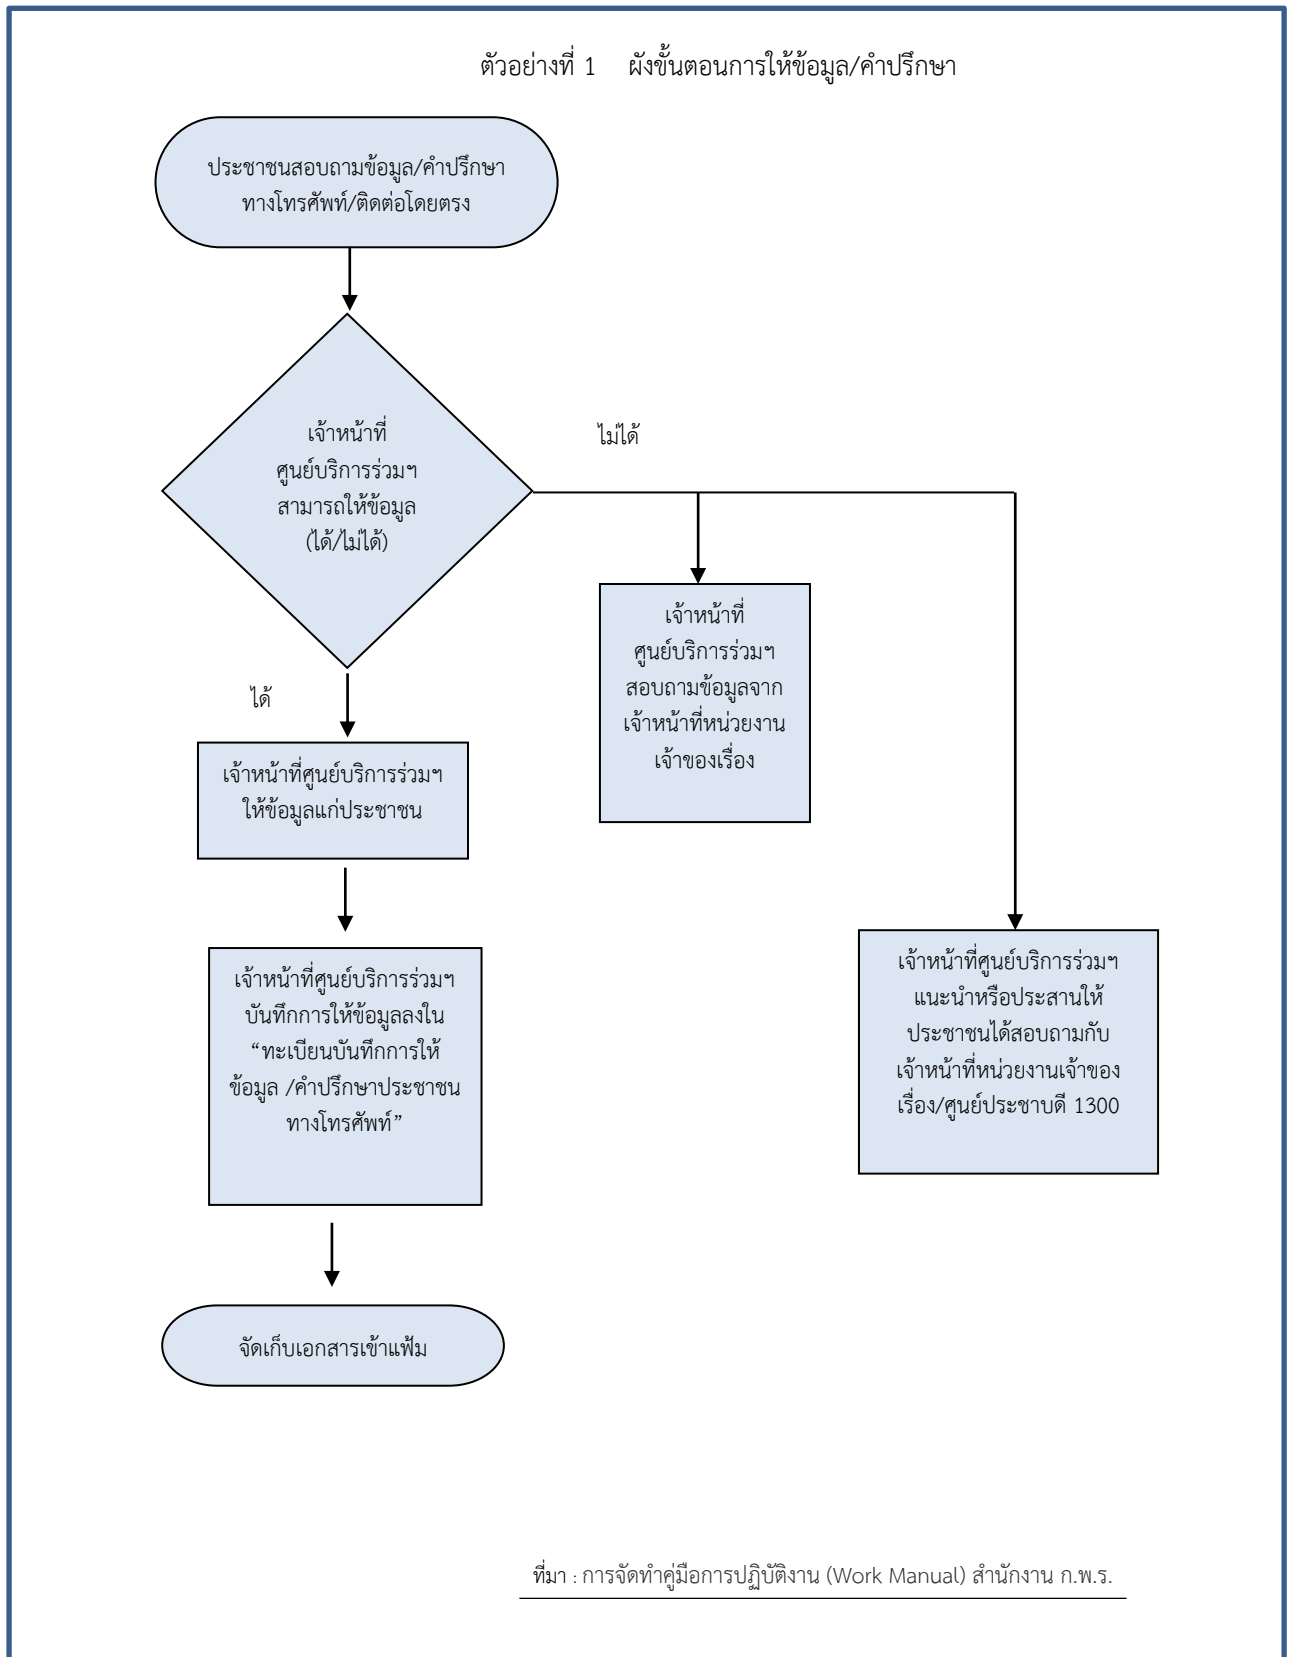 ตัวอย่างที่ 1 ผังขั้นตอนการให้ข้อมูล/คำปรึกษา
ประชาชนสอบถามข้อมูล/คำปรึกษา
ทางโทรศัพท์/ติดต่อโดยตรง
เจ้าหน้าที่
ศูนย์บริการร่วมฯ
สามารถให้ข้อมูล
(ได้/ไม่ได้)
ไม่ได้
เจ้าหน้าที่
ศูนย์บริการร่วมฯ
สอบถามข้อมูลจาก
เจ้าหน้าที่หน่วยงาน
เจ้าของเรื่อง
ได้
เจ้าหน้าที่ศูนย์บริการร่วมฯ
ให้ข้อมูลแก่ประชาชน
เจ้าหน้าที่ศูนย์บริการร่วมฯ
บันทึกการให้ข้อมูลลงใน
“ทะเบียนบันทึกการให้
ข้อมูล /คำปรึกษาประชาชน
ทางโทรศัพท์”
เจ้าหน้าที่ศูนย์บริการร่วมฯ
แนะนำหรือประสานให้
ประชาชนได้สอบถามกับ
เจ้าหน้าที่หน่วยงานเจ้าของ
เรื่อง/ศูนย์ประชาบดี 1300
จัดเก็บเอกสารเข้าแฟ้ม
ที่มา : การจัดทำคู่มือการปฏิบัติงาน (Work Manual) สำนักงาน ก.พ.ร.